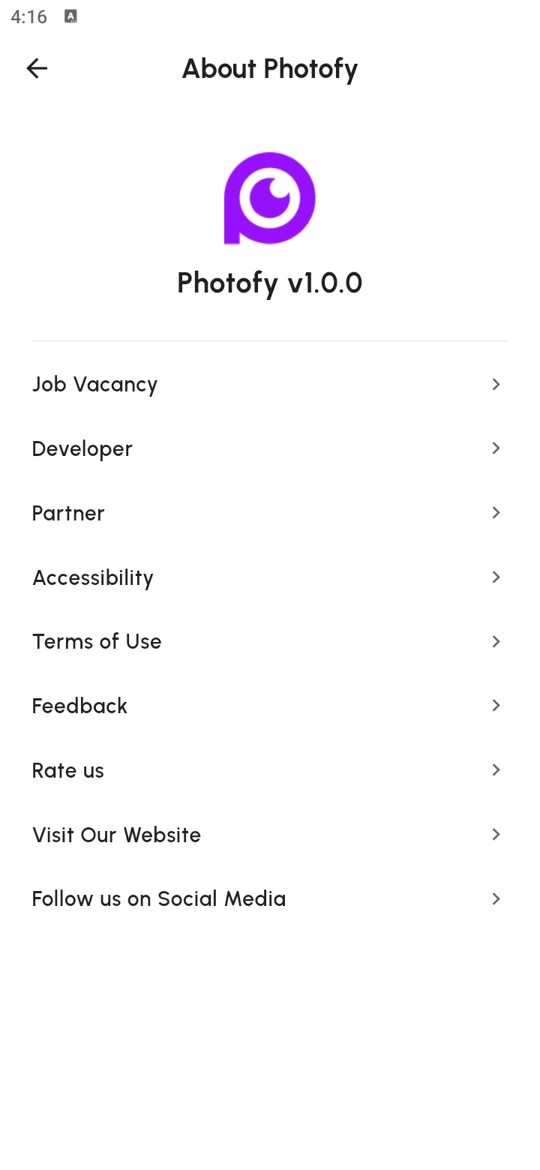 4:16
A
About Photofy
Photofy v1.0.0
Job Vacancy
Developer
Partner
Accessibility
Terms of Use
Feedback
Rate us
Visit Our Website
Follow us on Social Media